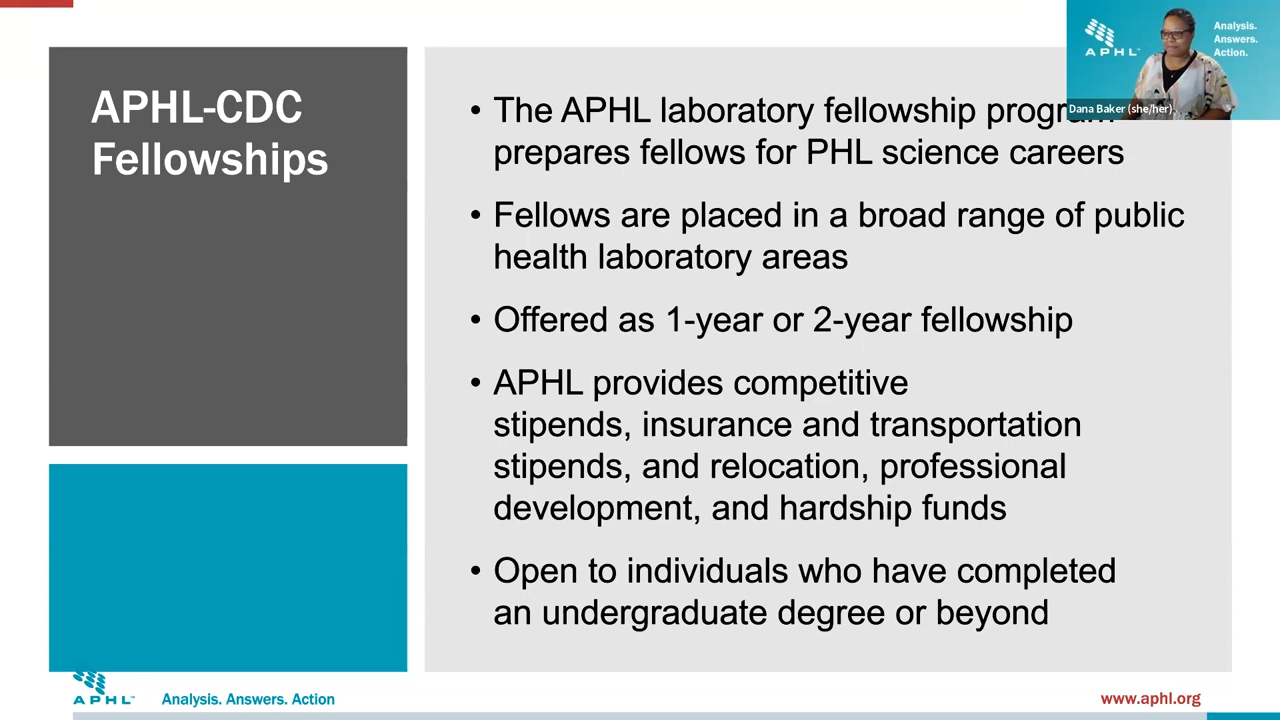 APHL-CDC
Fellowships
• The APHL laboratory fellowship program
prepares fellows for PHL science careers
• Fellows are placed in a broad range of public
health laboratory areas
• Offered as 1-year or 2-year fellowship
• APHL provides competitive
stipends, insurance and transportation
stipends, and relocation, professional
development, and hardship funds
• Open to individuals who have completed
an undergraduate degree or beyond
APHL
Analysis.
Answers.
Action.
Dana Baker (she/her)
APHL™
Analysis. Answers. Action
www.aphl.org